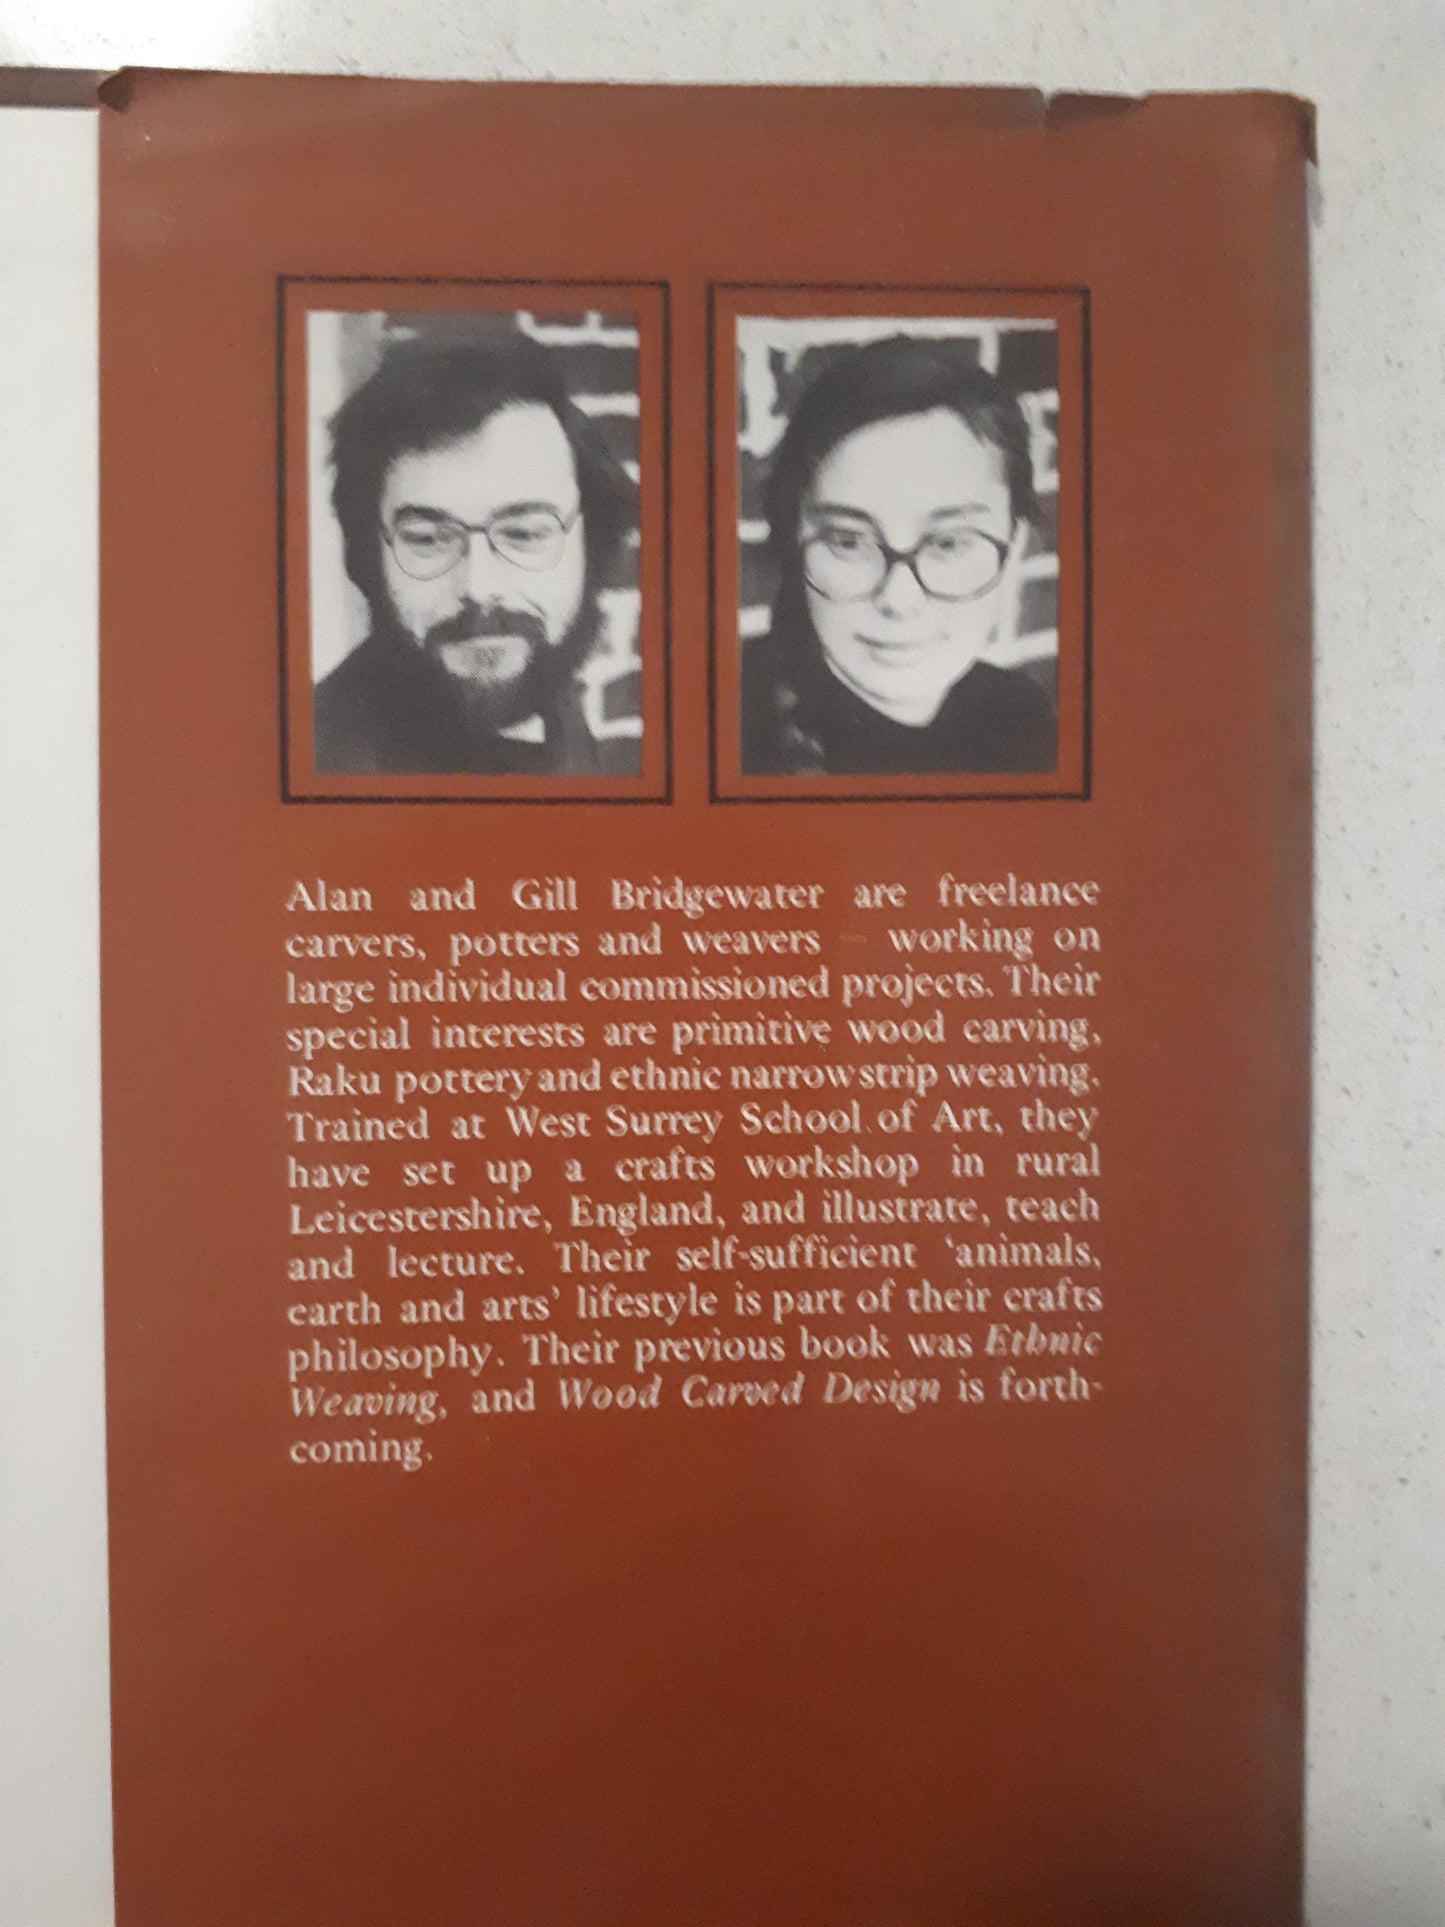 Alan and Gill Bridgewater are freelance
carvers, potters and weavers – working on
large individual commissioned projects. Their
special interests are primitive wood carving,
Raku pottery and ethnic narrow strip weaving.
Trained at West Surrey School of Art, they
have set up a crafts workshop in rural
Leicestershire, England, and illustrate, teach
and lecture. Their self-sufficient ‘animals,
earth and arts’ lifestyle is part of their crafts
philosophy. Their previous book was Ethnic
Weaving, and Wood Carved Design is forth-
coming.